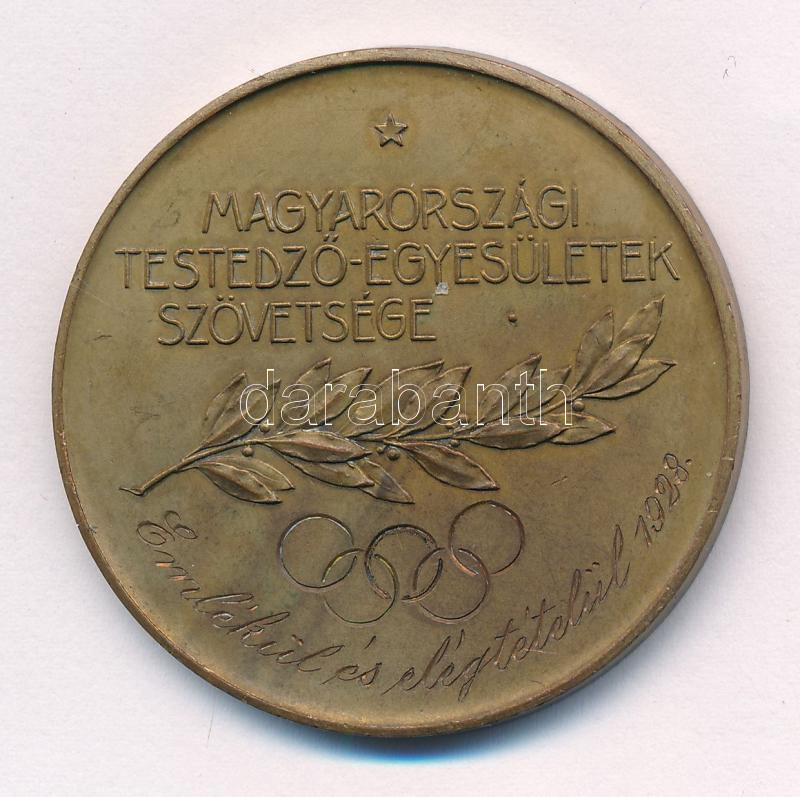 MAGYARORSZÁGI
TESTEDZŐ-EGYESÜLETEK
SZÖVETSÉGE
darabanth
Emlékül és elégtételül 1928.